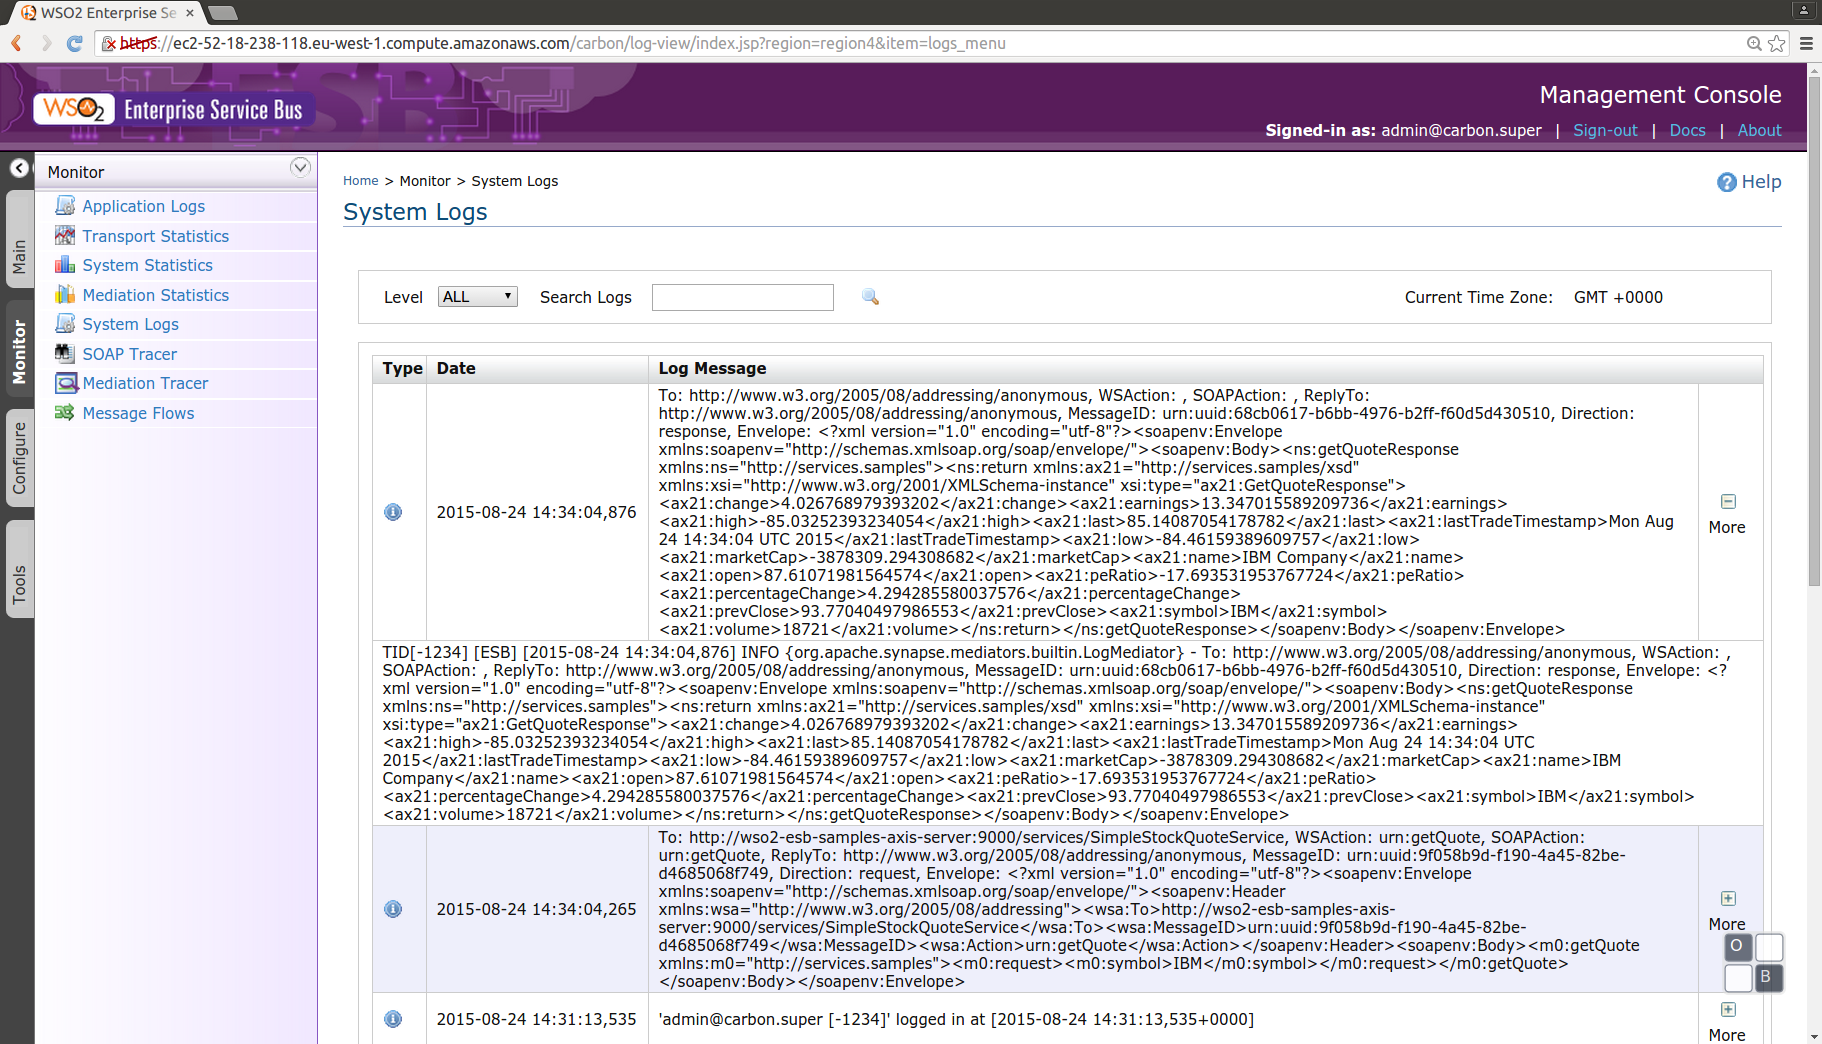 WSO2 Enterprise Se
https://ec2-52-18-238-118.eu-west-1.compute.amazonaws.com/carbon/log-view/index.jsp?region=region4&item=logs_menu
WSO2 Enterprise Service Bus
Management Console
Signed-in as: admin@carbon.super | Sign-out | Docs | About
Main
Monitor
Configure
Tools
Monitor
Application Logs
Transport Statistics
System Statistics
Mediation Statistics
System Logs
SOAP Tracer
Mediation Tracer
Message Flows
Home > Monitor > System Logs
Help
System Logs
Level ALL Search Logs Current Time Zone: GMT +0000
Type Date Log Message
2015-08-24 14:34:04,876
To: http://www.w3.org/2005/08/addressing/anonymous, WSAction: , SOAPAction: , ReplyTo:
http://www.w3.org/2005/08/addressing/anonymous, MessageID: urn:uuid:68cb0617-b6bb-4976-b2ff-f60d5d430510, Direction:
response, Envelope: <?xml version="1.0" encoding="utf-8"?><soapenv:Envelope
xmlns:soapenv="http://schemas.xmlsoap.org/soap/envelope/"><soapenv:Body><ns:getQuoteResponse
xmlns:ns="http://services.samples"><ns:return xmlns:ax21="http://services.samples/xsd"
xmlns:xsi="http://www.w3.org/2001/XMLSchema-instance" xsi:type="ax21:GetQuoteResponse">
<ax21:change>4.026768979393202</ax21:change><ax21:earnings>13.347015589209736</ax21:earnings>
<ax21:high>-85.03252393234054</ax21:high><ax21:last>85.14087054178782</ax21:last><ax21:lastTradeTimestamp>Mon Aug
24 14:34:04 UTC 2015</ax21:lastTradeTimestamp><ax21:low>-84.46159389609757</ax21:low>
<ax21:marketCap>-3878309.294308682</ax21:marketCap><ax21:name>IBM Company</ax21:name>
<ax21:open>87.61071981564574</ax21:open><ax21:peRatio>-17.693531953767724</ax21:peRatio>
<ax21:percentageChange>4.294285580037576</ax21:percentageChange>
<ax21:prevClose>93.77040497986553</ax21:prevClose><ax21:symbol>IBM</ax21:symbol>
<ax21:volume>18721</ax21:volume></ns:return></ns:getQuoteResponse></soapenv:Body></soapenv:Envelope>
More
TID[-1234] [ESB] [2015-08-24 14:34:04,876] INFO {org.apache.synapse.mediators.builtin.LogMediator} - To: http://www.w3.org/2005/08/addressing/anonymous, WSAction: ,
SOAPAction: , ReplyTo: http://www.w3.org/2005/08/addressing/anonymous, MessageID: urn:uuid:68cb0617-b6bb-4976-b2ff-f60d5d430510, Direction: response, Envelope: <?
xml version="1.0" encoding="utf-8"?><soapenv:Envelope xmlns:soapenv="http://schemas.xmlsoap.org/soap/envelope/"><soapenv:Body><ns:getQuoteResponse
xmlns:ns="http://services.samples"><ns:return xmlns:ax21="http://services.samples/xsd" xmlns:xsi="http://www.w3.org/2001/XMLSchema-instance"
xsi:type="ax21:GetQuoteResponse"><ax21:change>4.026768979393202</ax21:change><ax21:earnings>13.347015589209736</ax21:earnings>
<ax21:high>-85.03252393234054</ax21:high><ax21:last>85.14087054178782</ax21:last><ax21:lastTradeTimestamp>Mon Aug 24 14:34:04 UTC
2015</ax21:lastTradeTimestamp><ax21:low>-84.46159389609757</ax21:low><ax21:marketCap>-3878309.294308682</ax21:marketCap><ax21:name>IBM
Company</ax21:name><ax21:open>87.61071981564574</ax21:open><ax21:peRatio>-17.693531953767724</ax21:peRatio>
<ax21:percentageChange>4.294285580037576</ax21:percentageChange><ax21:prevClose>93.77040497986553</ax21:prevClose><ax21:symbol>IBM</ax21:symbol>
<ax21:volume>18721</ax21:volume></ns:return></ns:getQuoteResponse></soapenv:Body></soapenv:Envelope>
2015-08-24 14:34:04,265
To: http://wso2-esb-samples-axis-server:9000/services/SimpleStockQuoteService, WSAction: urn:getQuote, SOAPAction:
urn:getQuote, ReplyTo: http://www.w3.org/2005/08/addressing/anonymous, MessageID: urn:uuid:9f058b9d-f190-4a45-82be-
d4685068f749, Direction: request, Envelope: <?xml version="1.0" encoding="utf-8"?><soapenv:Envelope
xmlns:soapenv="http://schemas.xmlsoap.org/soap/envelope/"><soapenv:Header
xmlns:wsa="http://www.w3.org/2005/08/addressing"><wsa:To>http://wso2-esb-samples-axis-
server:9000/services/SimpleStockQuoteService</wsa:To><wsa:MessageID>urn:uuid:9f058b9d-f190-4a45-82be-
d4685068f749</wsa:MessageID><wsa:Action>urn:getQuote</wsa:Action></soapenv:Header><soapenv:Body><m0:getQuote
xmlns:m0="http://services.samples"><m0:request><m0:symbol>IBM</m0:symbol></m0:request></m0:getQuote>
</soapenv:Body></soapenv:Envelope>
More
O
B
2015-08-24 14:31:13,535
'admin@carbon.super [-1234]' logged in at [2015-08-24 14:31:13,535+0000]
More